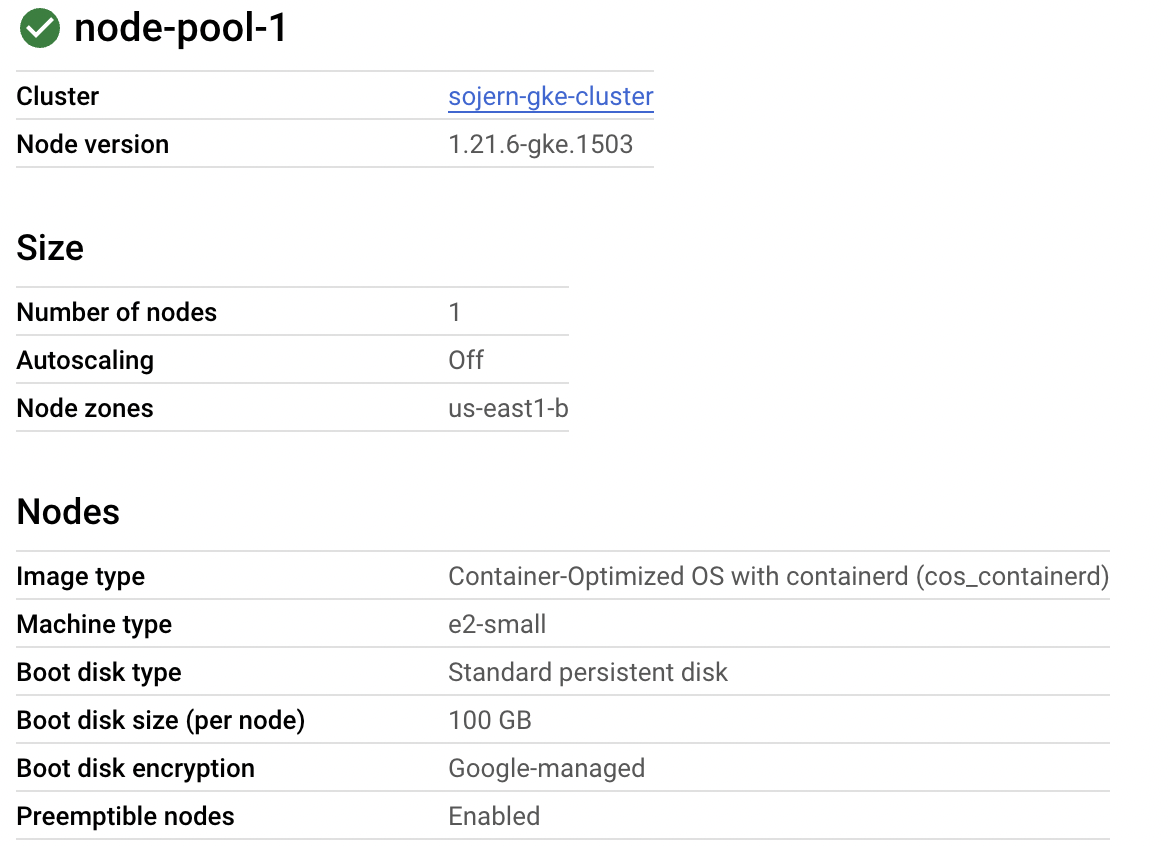 node-pool-1
Cluster sojern-gke-cluster
Node version 1.21.6-gke.1503
Size
Number of nodes 1
Autoscaling Off
Node zones us-east1-b
Nodes
Image type Container-Optimized OS with containerd (cos_containerd)
Machine type e2-small
Boot disk type Standard persistent disk
Boot disk size (per node) 100 GB
Boot disk encryption Google-managed
Preemptible nodes Enabled